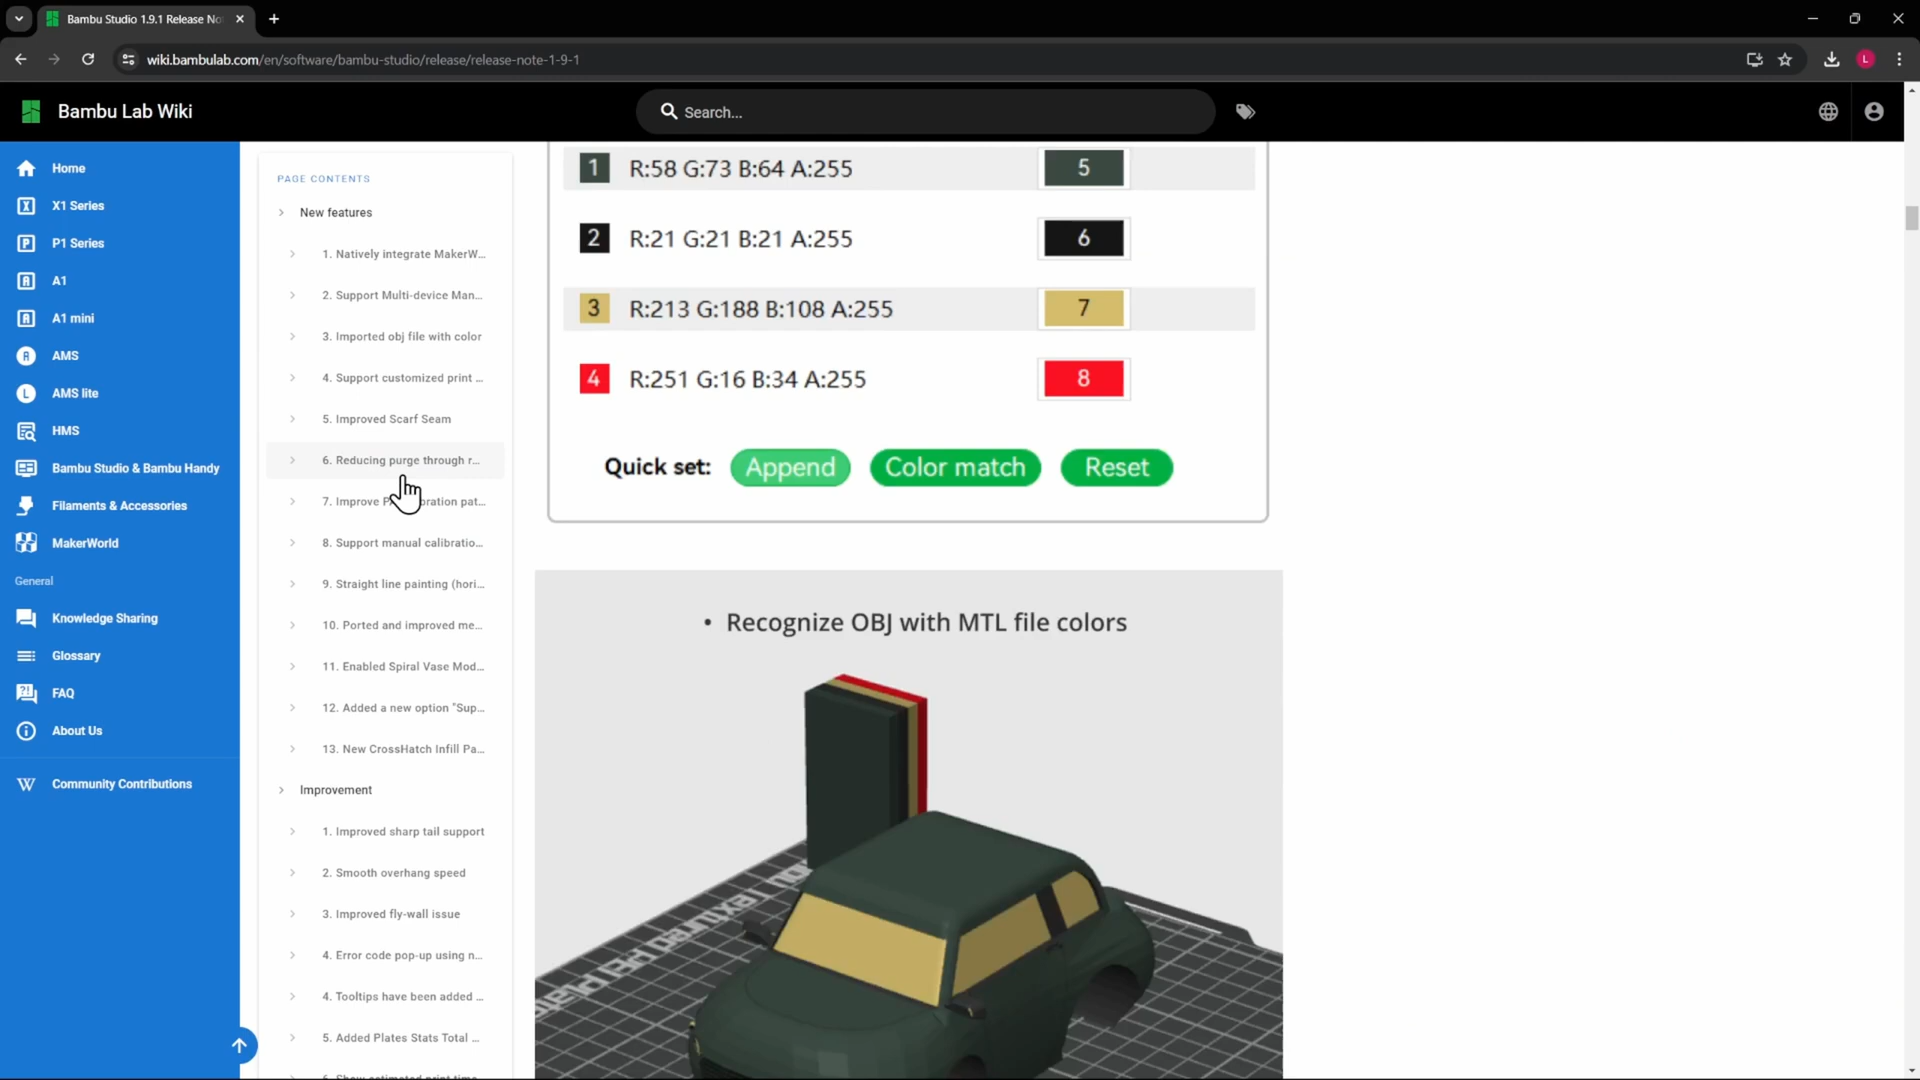 Bambu Studio 1.9.1 Release No
wiki.bambulab.com/en/software/bambu-studio/release/release-note-1-9-1
L
Bambu Lab Wiki
Search...
Home
X1 Series
P1 Series
A1
A1 mini
AMS
AMS lite
HMS
Bambu Studio & Bambu Handy
Filaments & Accessories
MakerWorld
General
Knowledge Sharing
Glossary
FAQ
About Us
Community Contributions
PAGE CONTENTS
New features
1. Natively integrate MakerW...
2. Support Multi-device Man...
3. Imported obj file with color
4. Support customized print ...
5. Improved Scarf Seam
6. Reducing purge through r...
7. Improve P bration pat...
8. Support manual calibratio...
9. Straight line painting (hori...
10. Ported and improved me...
11. Enabled Spiral Vase Mod...
12. Added a new option "Sup...
13. New CrossHatch Infill Pa...
Improvement
1. Improved sharp tail support
2. Smooth overhang speed
3. Improved fly-wall issue
4. Error code pop-up using n...
4. Tooltips have been added ...
5. Added Plates Stats Total ...
1 R:58 G:73 B:64 A:255 5
2 R:21 G:21 B:21 A:255 6
3 R:213 G:188 B:108 A:255 7
4 R:251 G:16 B:34 A:255 8
Quick set: Append Color match Reset
• Recognize OBJ with MTL file colors